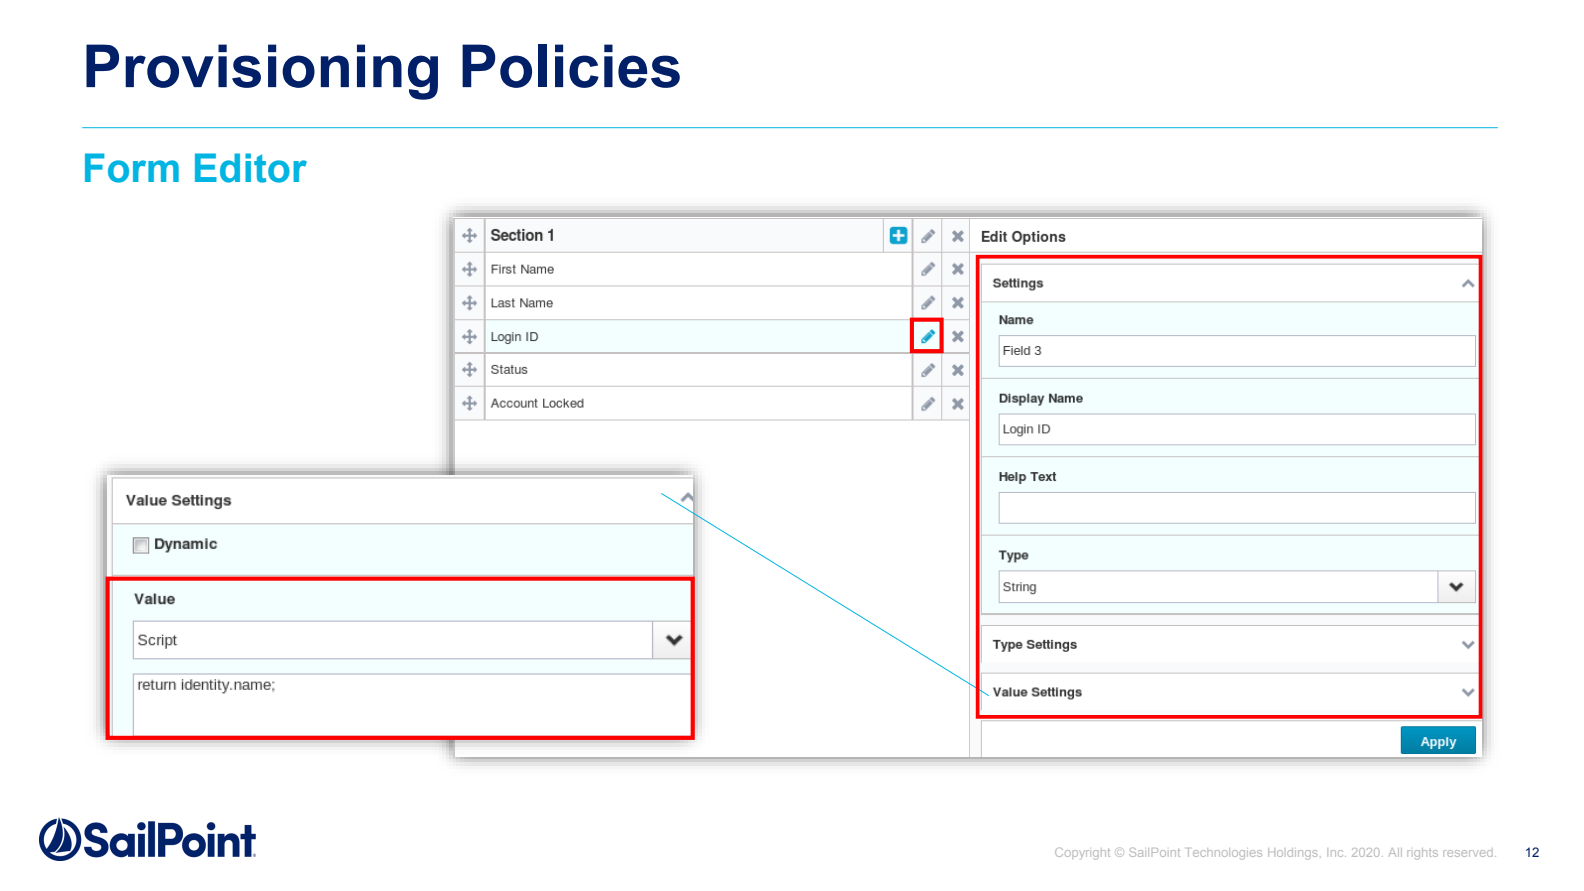 Provisioning Policies
Form Editor
Section 1
First Name
Last Name
Login ID
Status
Account Locked
Edit Options
Settings
Name
Field 3
Display Name
Login ID
Help Text
Type
String
Type Settings
Value Settings
Apply
Value Settings
Dynamic
Value
Script
return identity.name;
SailPoint
Copyright © SailPoint Technologies Holdings, Inc. 2020. All rights reserved.
12